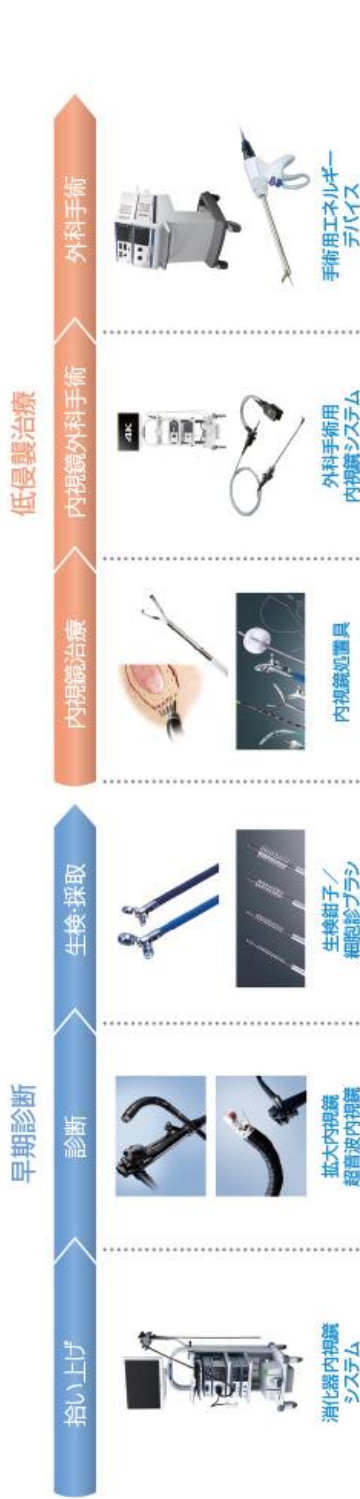 早期診断
低侵襲治療
拾い上げ
診断
生検・採取
内視鏡治療
内視鏡外科手術
外科手術
4K
消化器内視鏡
システム
拡大内視鏡
超音波内視鏡
生検鉗子／
細胞診ブラシ
内視鏡処置具
外科手術用
内視鏡システム
手術用エネルギー
デバイス